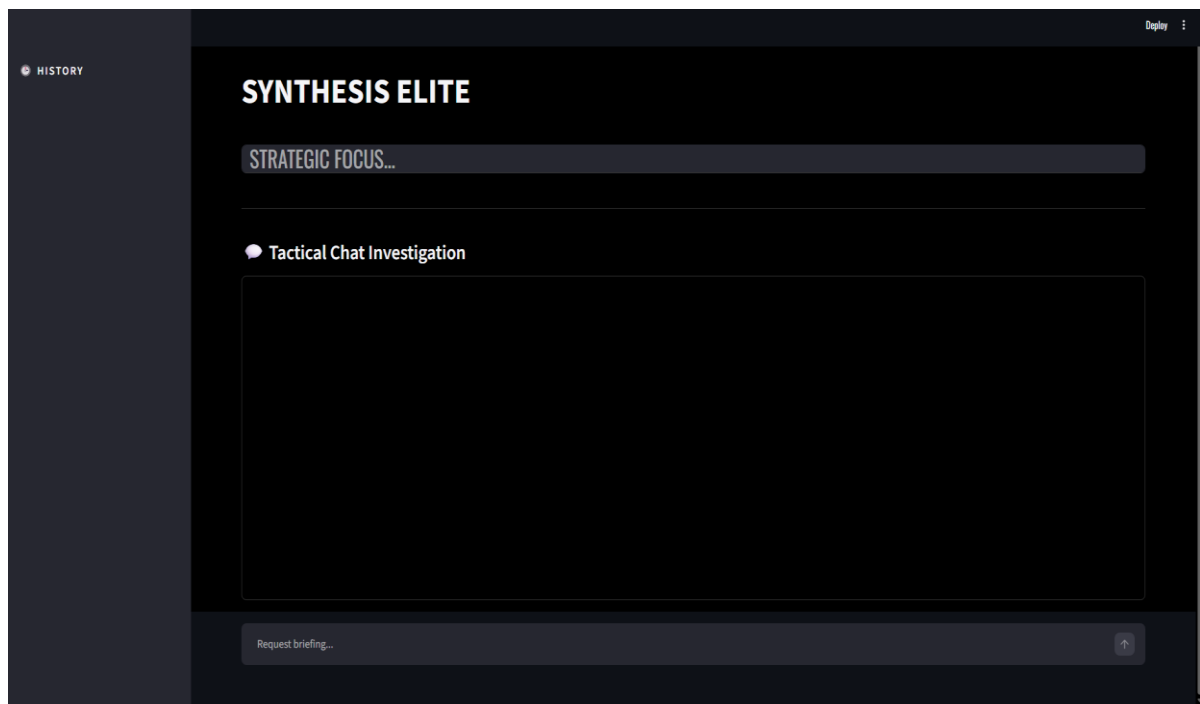 Deploy
HISTORY
SYNTHESIS ELITE
STRATEGIC FOCUS...
Tactical Chat Investigation
Request briefing...